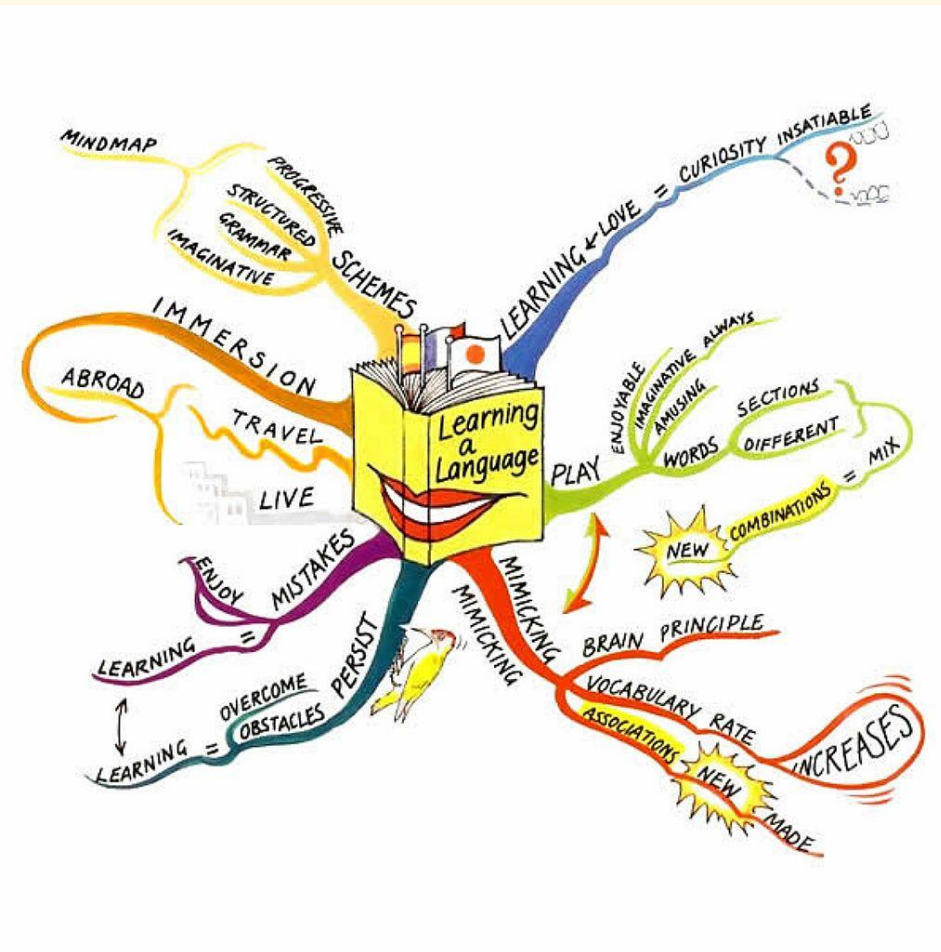 Learning
a
Language
LEARNING
LOVE
=
CURIOSITY
INSATIABLE
?
PLAY
ENJOYABLE
IMAGINATIVE
ALWAYS
AMUSING
WORDS
SECTIONS
DIFFERENT
MIX
=
COMBINATIONS
NEW
MIMICKING
MIMICKING
BRAIN PRINCIPLE
VOCABULARY RATE
INCREASES
ASSOCIATIONS
NEW
MADE
PERSIST
OVERCOME
OBSTACLES
=
LEARNING
MISTAKES
ENJOY
=
LEARNING
IMMERSION
TRAVEL
LIVE
ABROAD
SCHEMES
PROGRESSIVE
STRUCTURED
GRAMMAR
IMAGINATIVE
MINDMAP